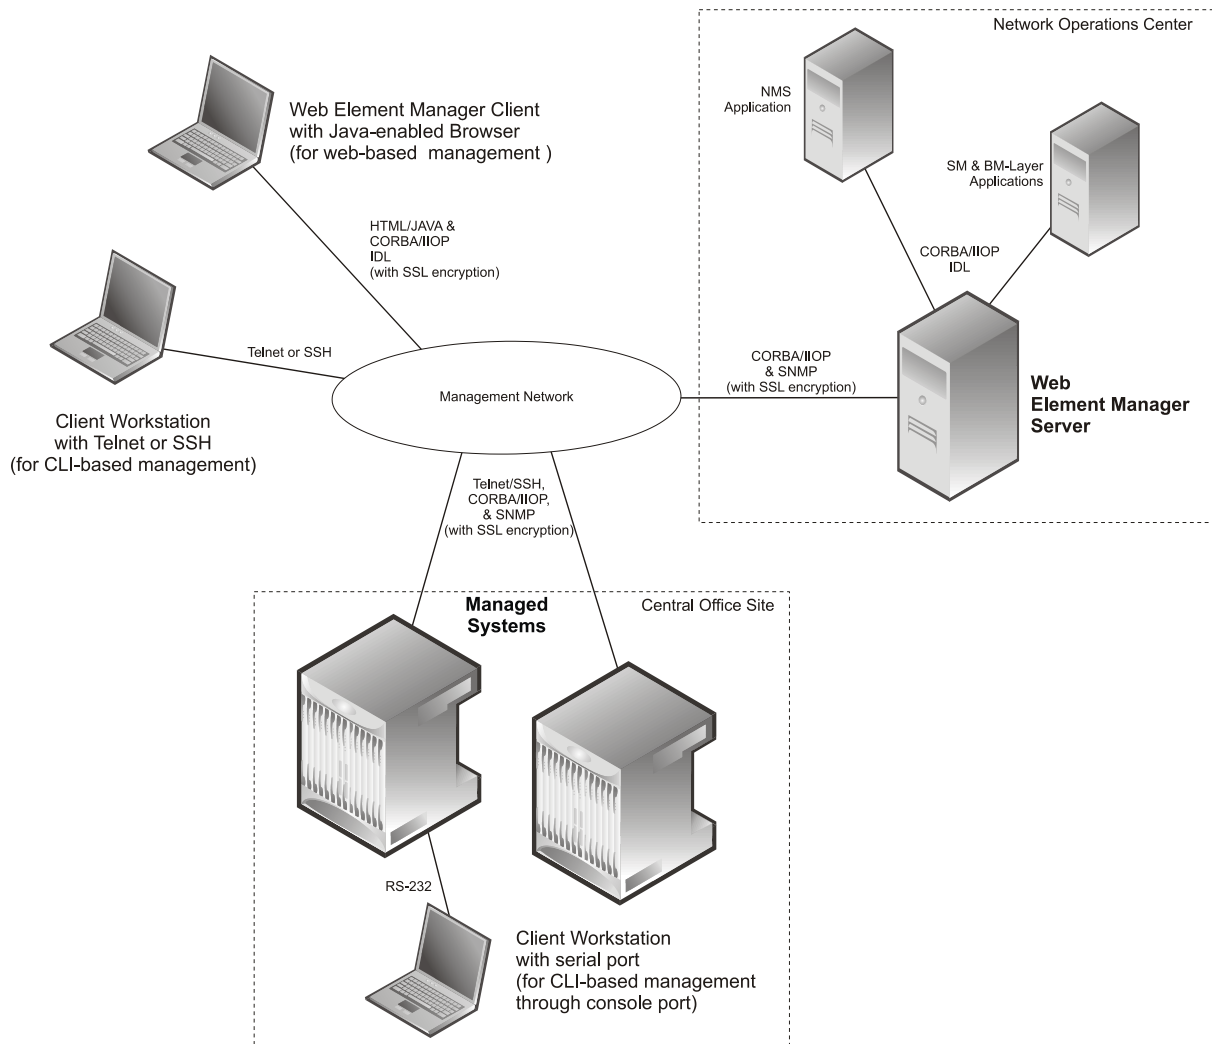 Network Operations Center
NMS
Application
SM & BM-Layer
Applications
CORBA/IIOP
IDL
Web Element Manager Client
with Java-enabled Browser
(for web-based  management )
HTML/JAVA &
CORBA/IIOP
IDL
(with SSL encryption)
Telnet or SSH
Client Workstation
with Telnet or SSH
(for CLI-based management)
Management Network
CORBA/IIOP
& SNMP
(with SSL encryption)
Web
Element Manager
Server
Telnet/SSH,
CORBA/IIOP,
& SNMP
(with SSL encryption)
Managed
Systems
Central Office Site
RS-232
Client Workstation
with serial port
(for CLI-based management
through console port)